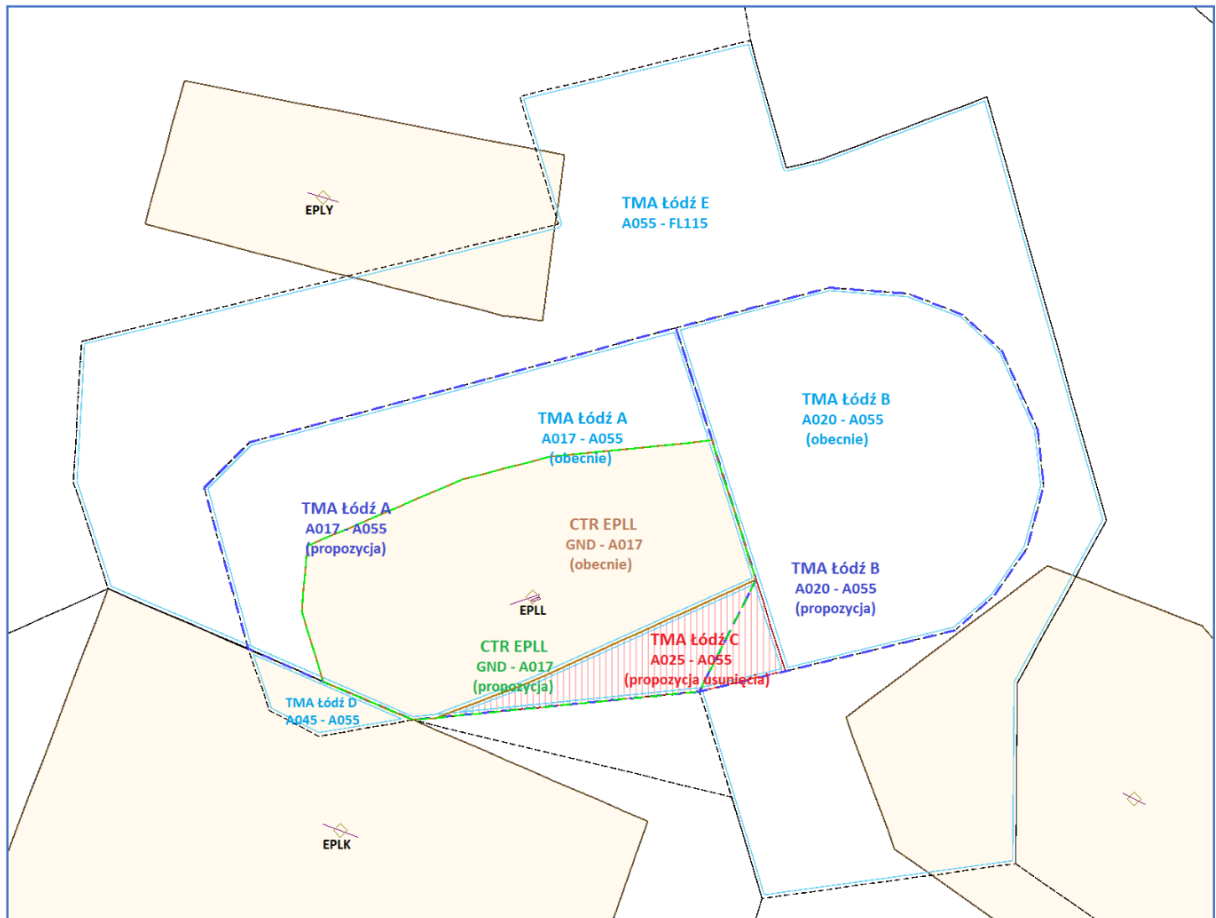 TMA Łódź E
A055 - FL115
EPLY
TMA Łódź B
A020 - A055
(obecnie)
TMA Łódź A
A017 - A055
(obecnie)
TMA Łódź A
A017 - A055
(propozycja)
CTR EPLL
GND - A017
(obecnie)
TMA Łódź B
A020 - A055
(propozycja)
EPLL
CTR EPLL
GND - A017
(propozycja)
TMA Łódź C
A025 - A055
(propozycja usunięcia)
TMA Łódź D
A045 - A055
EPLK